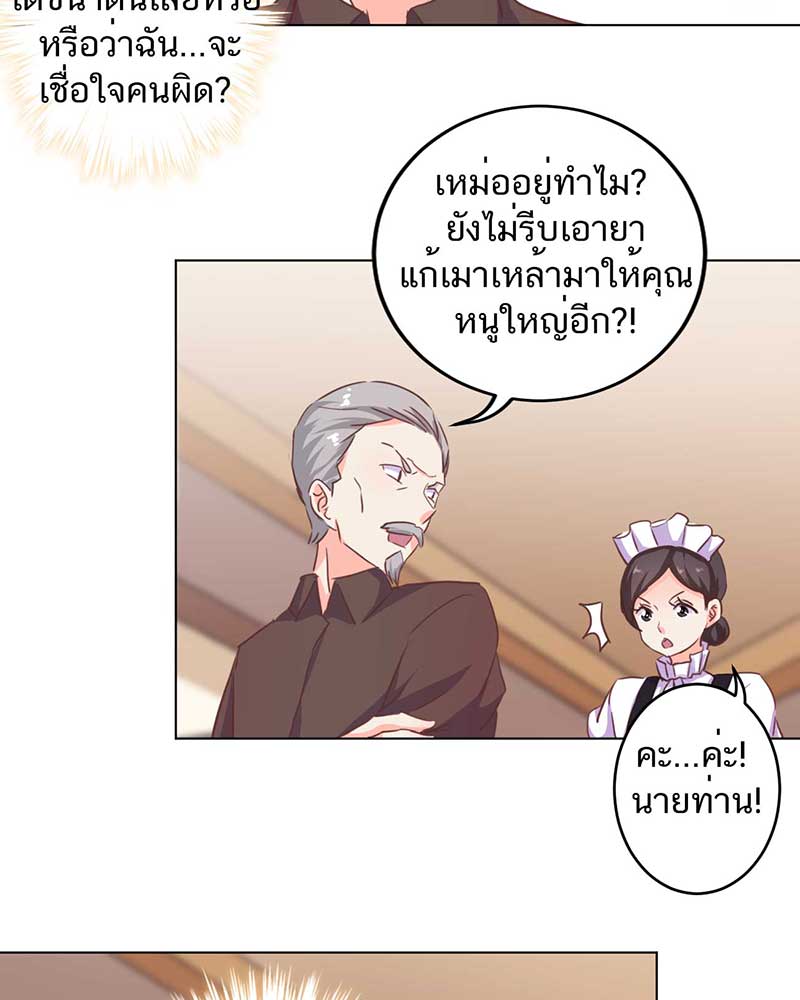 หรือว่าฉัน...จะ
เชื่อใจคนผิด?
เหม่ออยู่ทำไม?
ยังไม่รีบเอายา
แก้เมาเหล้ามาให้คุณ
หนูใหญ่อีก?!
คะ...ค่ะ!
นายท่าน!